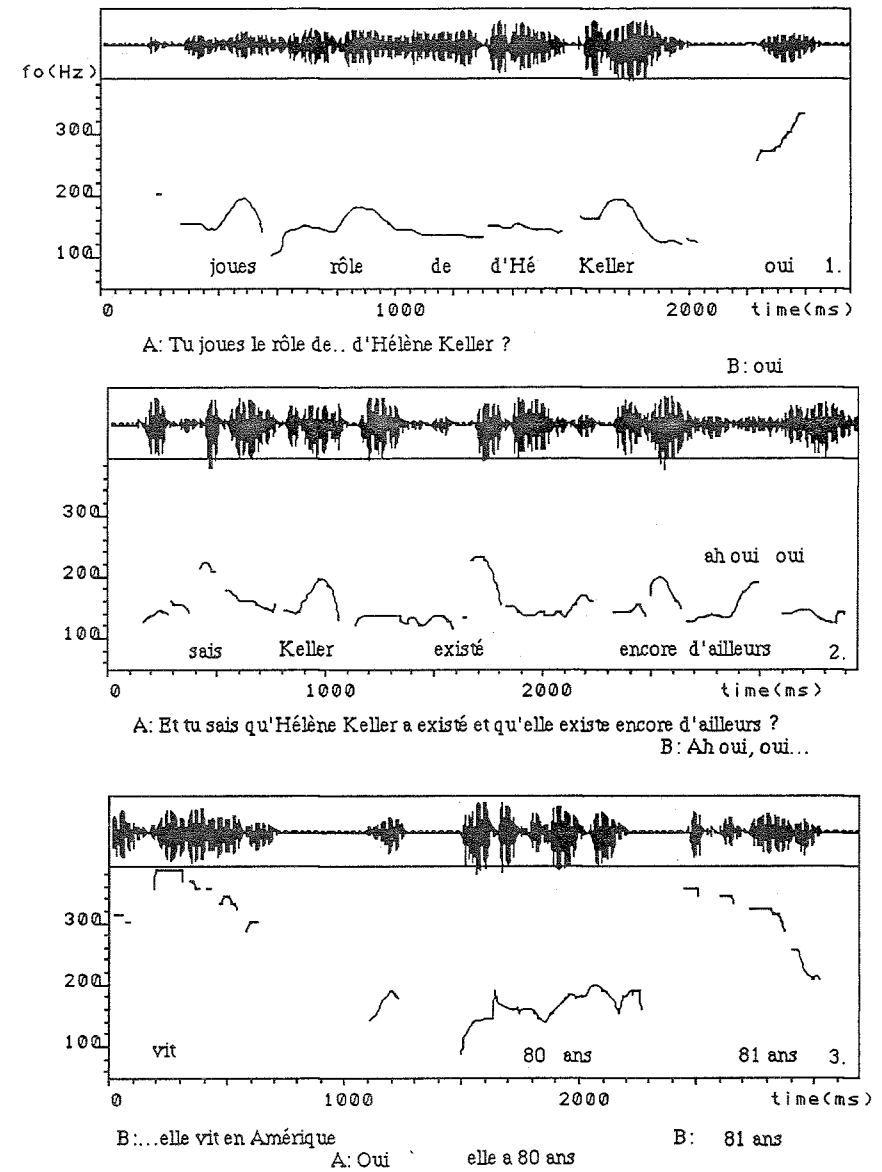 fo(Hz)
300
200
100
joues rôle de d'Hé Keller oui 1.
0 1000 2000 time(ms)
A: Tu joues le rôle de.. d'Hélène Keller ?
B: oui
300
200
ah oui oui
100
sais Keller existé encore d'ailleurs 2.
0 1000 2000 time(ms)
A: Et tu sais qu'Hélène Keller a existé et qu'elle existe encore d'ailleurs ?
B: Ah oui, oui...
300
200
100
vit 80 ans 81 ans 3.
0 1000 2000 time(ms)
B:...elle vit en Amérique B: 81 ans
A: Oui elle a 80 ans